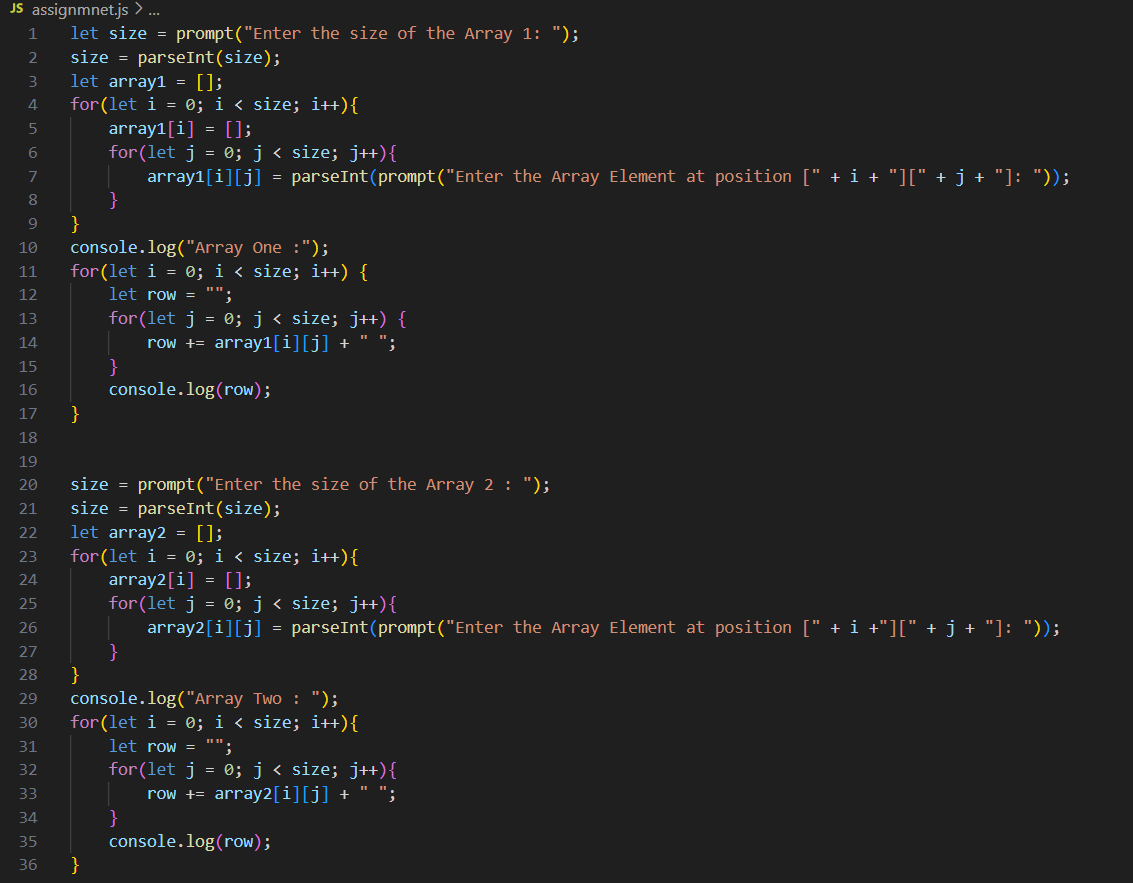 JS assignmnet.js > ...
1 let size = prompt("Enter the size of the Array 1: ");
2 size = parseInt(size);
3 let array1 = [];
4 for(let i = 0; i < size; i++){
5     array1[i] = [];
6     for(let j = 0; j < size; j++){
7         array1[i][j] = parseInt(prompt("Enter the Array Element at position [" + i + "][" + j + "]: "));
8     }
9 }
10 console.log("Array One :");
11 for(let i = 0; i < size; i++) {
12     let row = "";
13     for(let j = 0; j < size; j++) {
14         row += array1[i][j] + " ";
15     }
16     console.log(row);
17 }
18
19
20 size = prompt("Enter the size of the Array 2 : ");
21 size = parseInt(size);
22 let array2 = [];
23 for(let i = 0; i < size; i++){
24     array2[i] = [];
25     for(let j = 0; j < size; j++){
26         array2[i][j] = parseInt(prompt("Enter the Array Element at position [" + i +"][" + j + "]: "));
27     }
28 }
29 console.log("Array Two : ");
30 for(let i = 0; i < size; i++){
31     let row = "";
32     for(let j = 0; j < size; j++){
33         row += array2[i][j] + " ";
34     }
35     console.log(row);
36 }